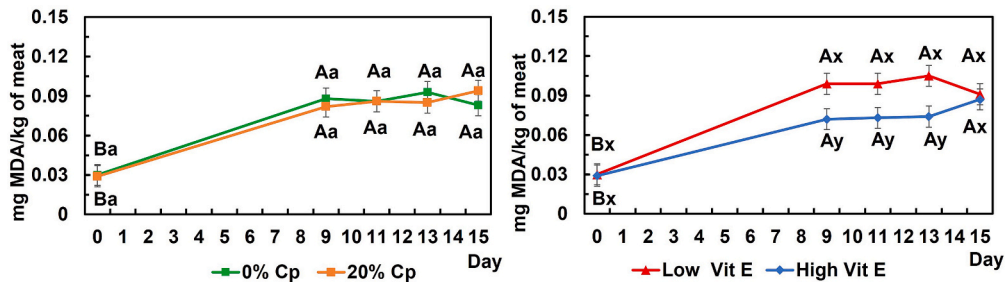 mg MDA/kg of meat
0.15
0.12
0.09
0.06
0.03
0
Ba
Ba
Aa Aa Aa Aa
Aa Aa Aa Aa
0 1 2 3 4 5 6 7 8 9 10 11 12 13 14 15
Day
0% Cp 20% Cp
mg MDA/kg of meat
0.15
0.12
0.09
0.06
0.03
0
Bx
Bx
Ax Ax Ax Ax
Ay Ay Ay Ax
0 1 2 3 4 5 6 7 8 9 10 11 12 13 14 15
Day
Low Vit E High Vit E